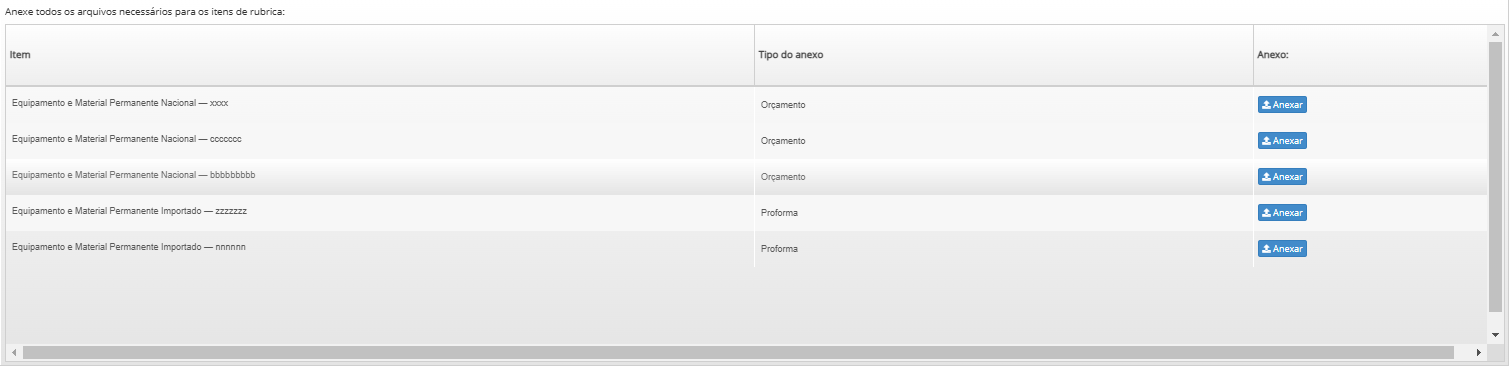 Anexe todos os arquivos necessários para os itens de rubrica:
Item Tipo do anexo Anexo:
Equipamento e Material Permanente Nacional — xxxx Orçamento Anexar
Equipamento e Material Permanente Nacional — ccccccc Orçamento Anexar
Equipamento e Material Permanente Nacional — bbbbbbbbb Orçamento Anexar
Equipamento e Material Permanente Importado — zzzzzzz Proforma Anexar
Equipamento e Material Permanente Importado — nnnnnn Proforma Anexar